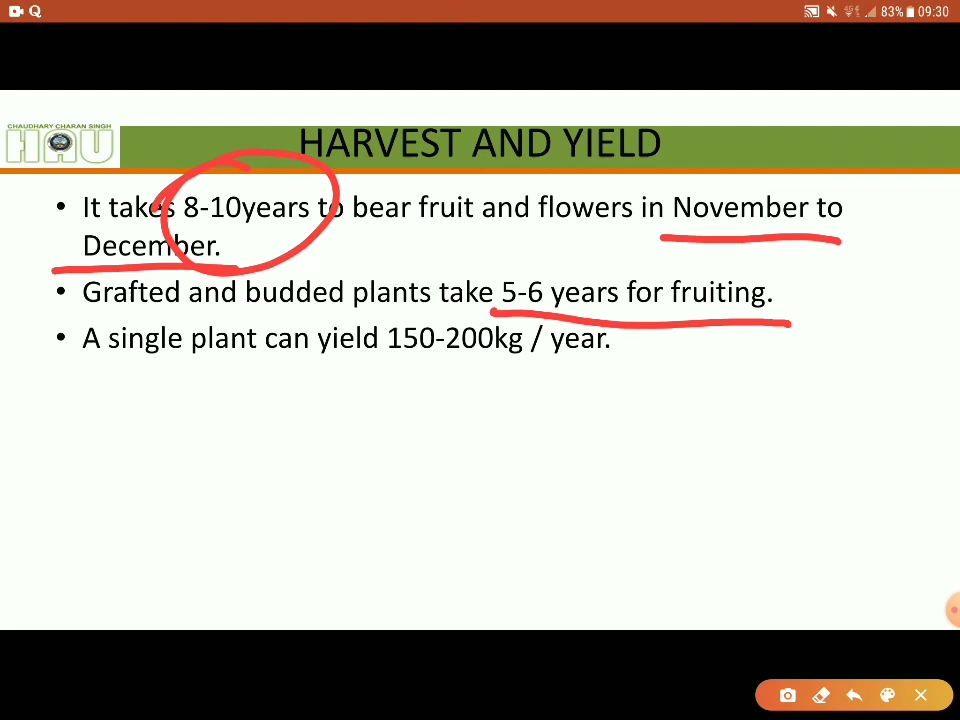 83% 09:30
CHAUDHARY CHARAN SINGH
HAU
HARVEST AND YIELD
• It takes 8-10years to bear fruit and flowers in November to
December.
• Grafted and budded plants take 5-6 years for fruiting.
• A single plant can yield 150-200kg / year.